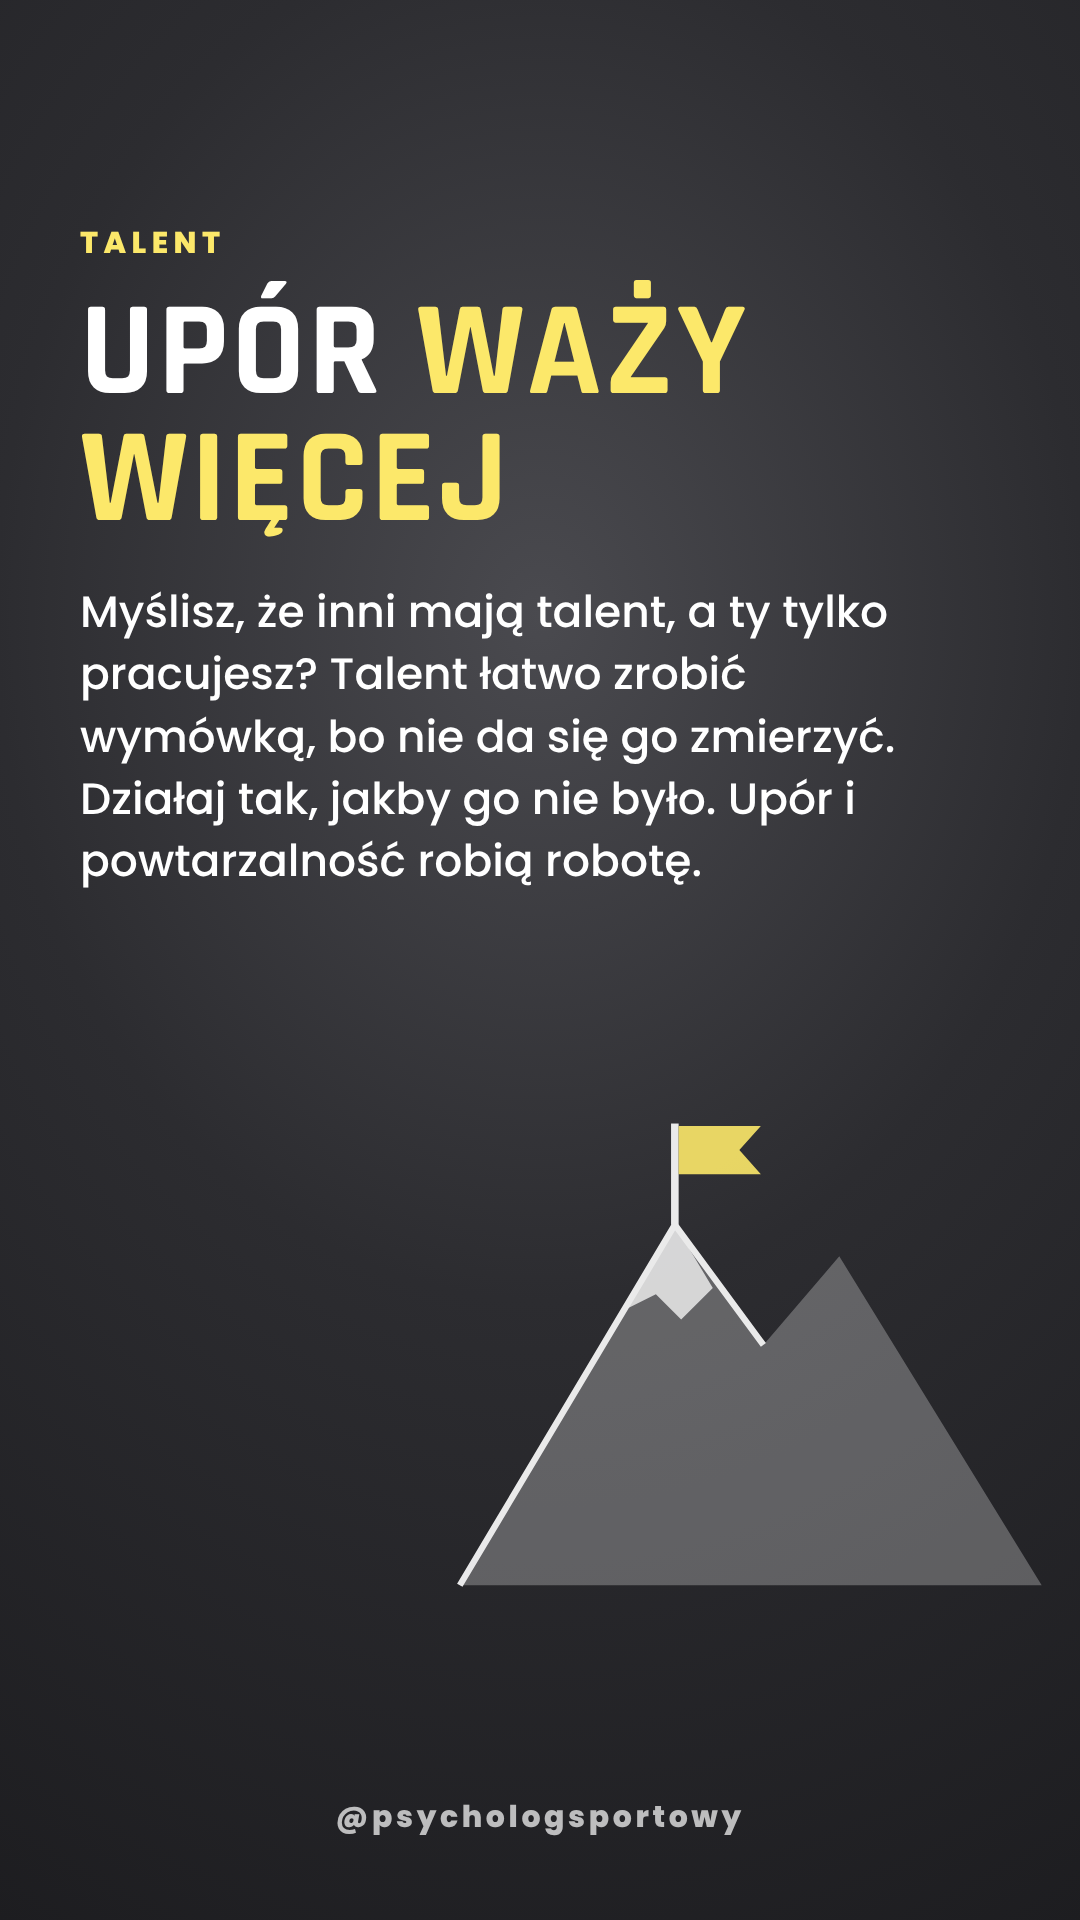 TALENT
UPÓR WAŻY
WIĘCEJ
Myślisz, że inni mają talent, a ty tylko
pracujesz? Talent łatwo zrobić
wymówką, bo nie da się go zmierzyć.
Działaj tak, jakby go nie było. Upór i
powtarzalność robią robotę.
@psychologsportowy